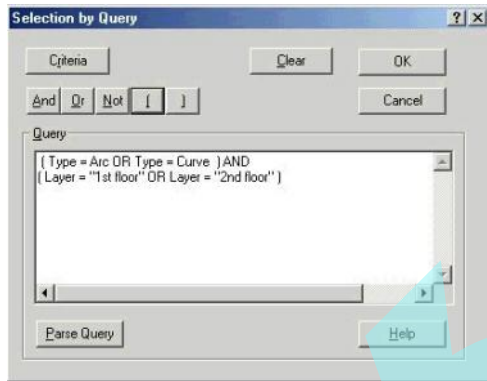 Selection by Query
Criteria Clear OK
And Or Not ( ) Cancel
Query
( Type = Arc OR Type = Curve ) AND
( Layer = "1st floor" OR Layer = "2nd floor" )
Parse Query Help